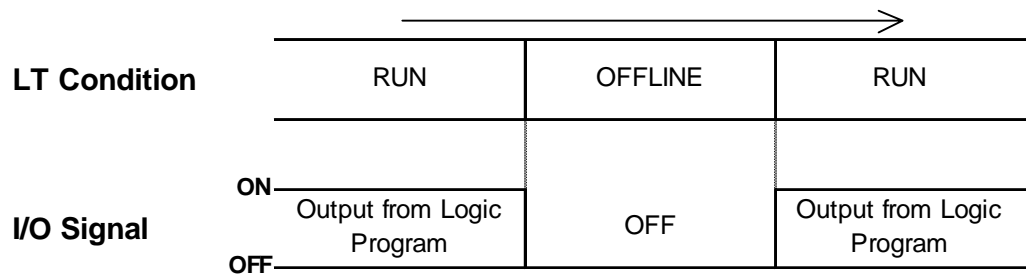 LT Condition
RUN
OFFLINE
RUN
ON
I/O Signal
Output from Logic
Program
OFF
Output from Logic
Program
OFF